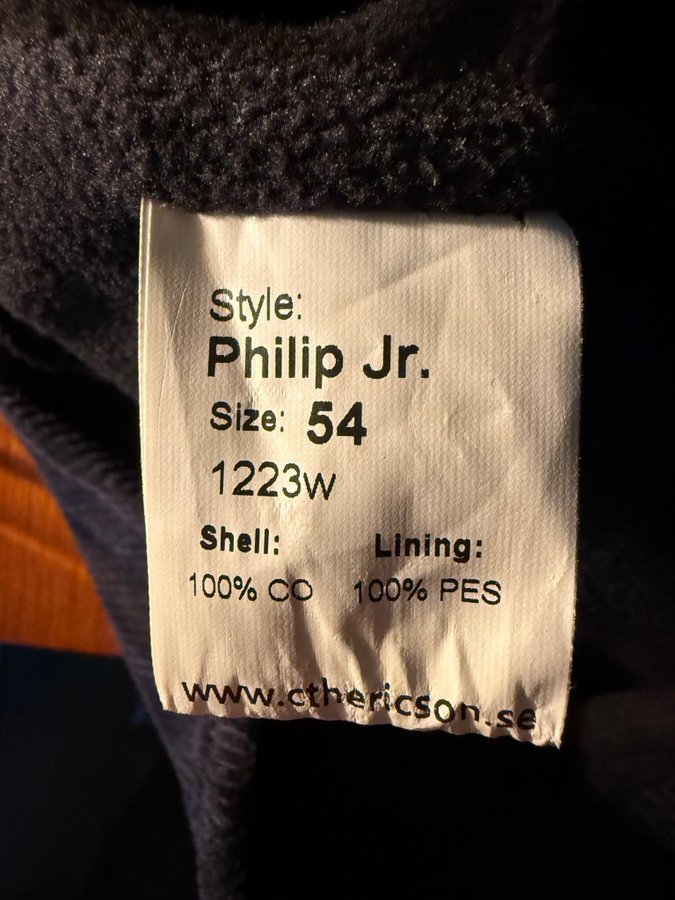 Style:
Philip Jr.
Size: 54
1223w
Shell: Lining:
100% CO 100% PES
www.cthericson.se